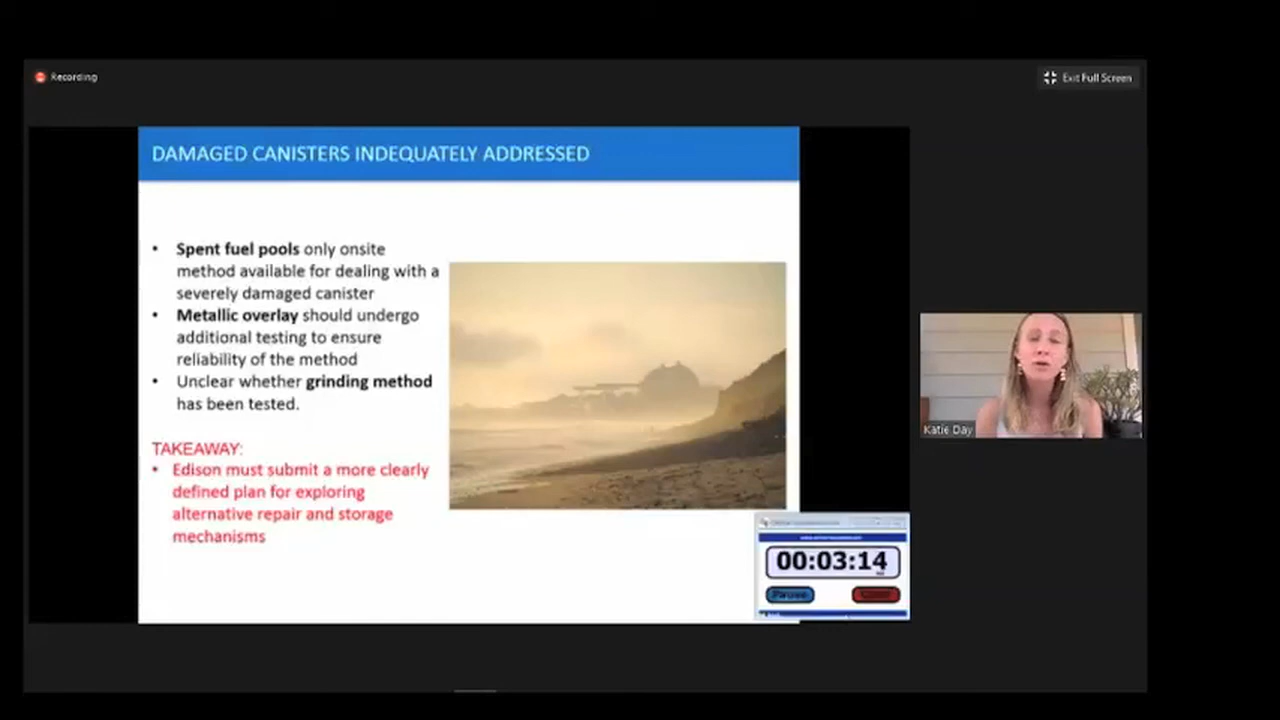 Recording
Exit Full Screen
DAMAGED CANISTERS INDEQUATELY ADDRESSED
• Spent fuel pools only onsite
method available for dealing with a
severely damaged canister
• Metallic overlay should undergo
additional testing to ensure
reliability of the method
• Unclear whether grinding method
has been tested.
TAKEAWAY:
• Edison must submit a more clearly
defined plan for exploring
alternative repair and storage
mechanisms
Katie Day
00:03:14
Pause